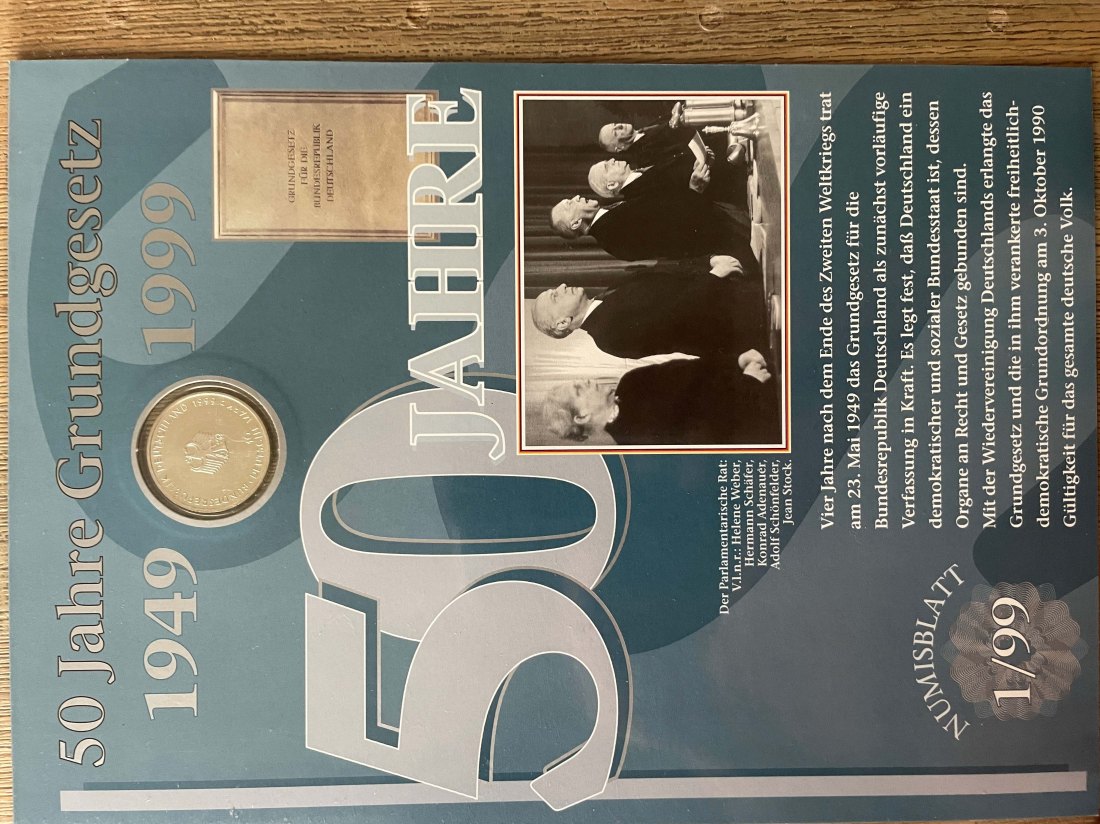 50 Jahre Grundgesetz
1949
1999
BUNDESREPUBLIK DEUTSCHLAND 1999
GRUNDGESETZ
FÜR DIE
BUNDESREPUBLIK
DEUTSCHLAND
50 JAHRE
Der Parlamentarische Rat:
V.l.n.r.: Helene Weber,
Hermann Schäfer,
Konrad Adenauer,
Adolf Schönfelder,
Jean Stock.
Vier Jahre nach dem Ende des Zweiten Weltkriegs trat
am 23. Mai 1949 das Grundgesetz für die
Bundesrepublik Deutschland als zunächst vorläufige
Verfassung in Kraft. Es legt fest, daß Deutschland ein
demokratischer und sozialer Bundesstaat ist, dessen
Organe an Recht und Gesetz gebunden sind.
Mit der Wiedervereinigung Deutschlands erlangte das
Grundgesetz und die in ihm verankerte freiheitlich-
demokratische Grundordnung am 3. Oktober 1990
Gültigkeit für das gesamte deutsche Volk.
NUMISBLATT
1/99